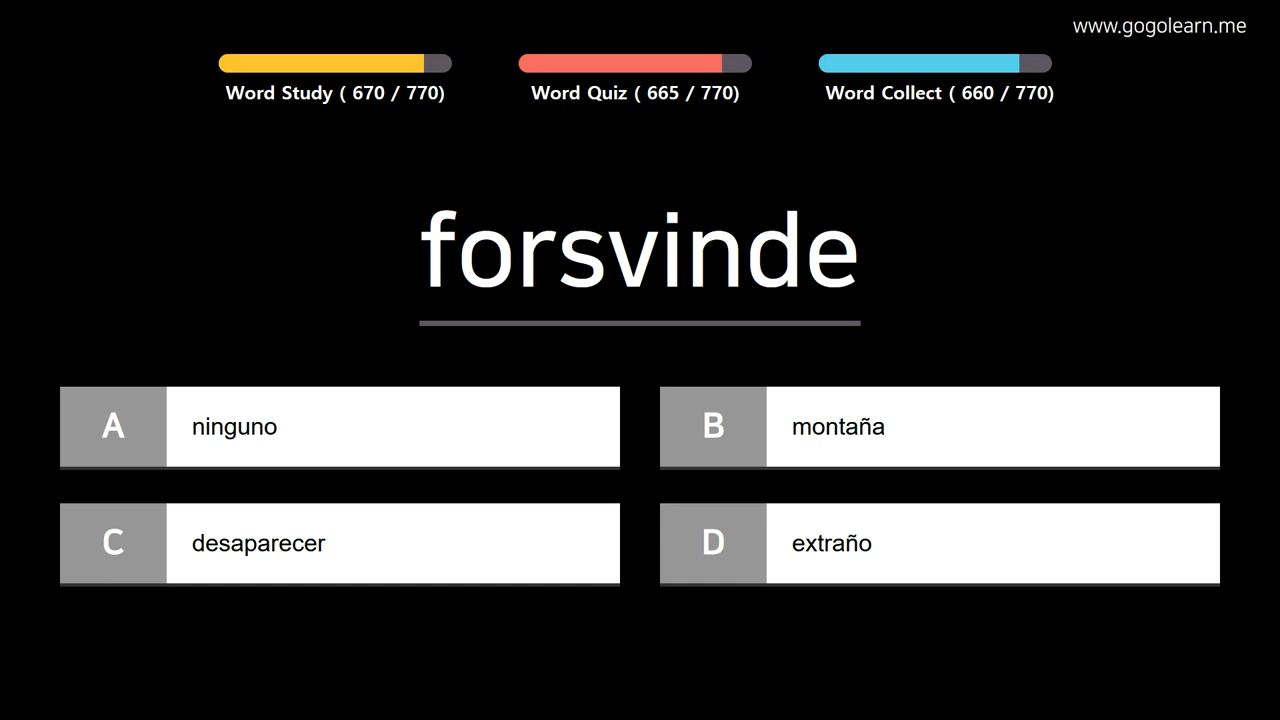 www.gogolearn.me
Word Study ( 670 / 770)
Word Quiz ( 665 / 770)
Word Collect ( 660 / 770)
forsvinde
A
ninguno
B
montaña
C
desaparecer
D
extraño